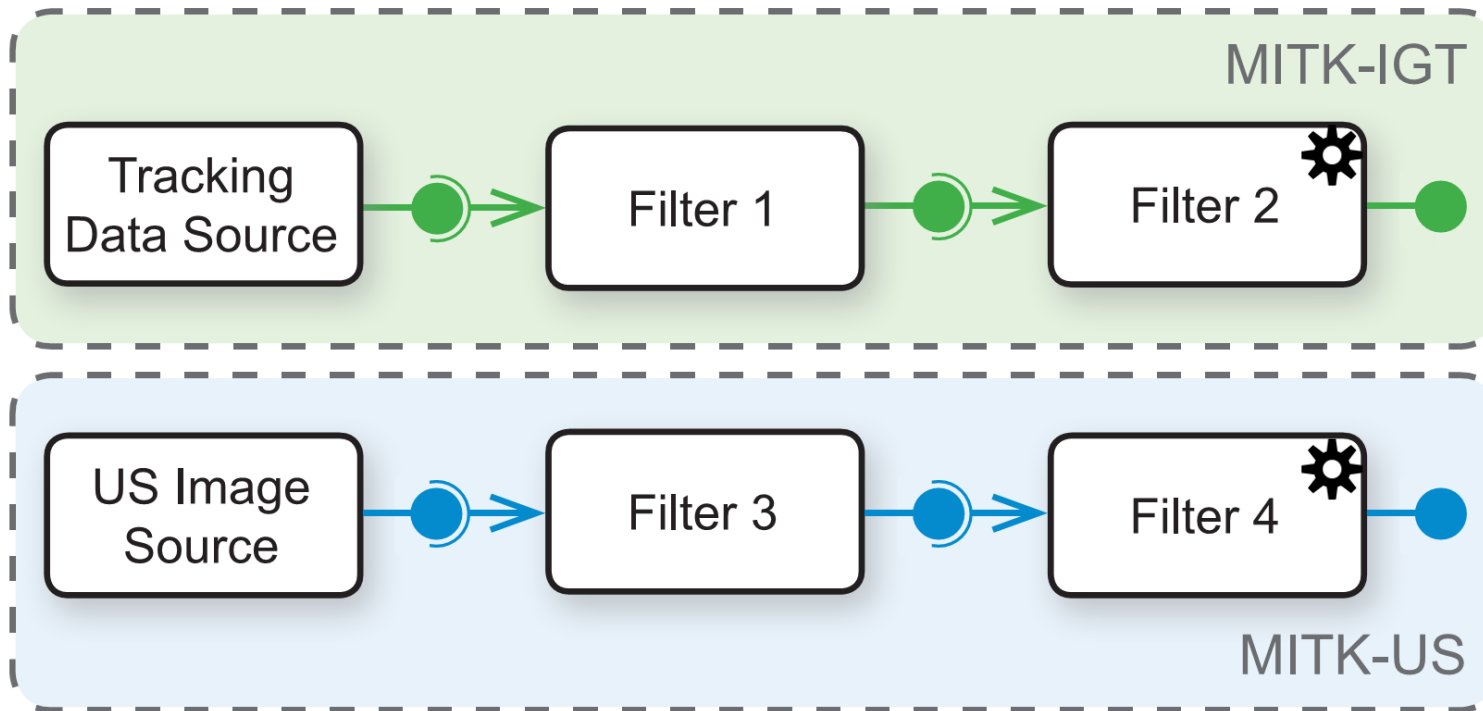 MITK-IGT
Tracking
Data Source
Filter 1
Filter 2
US Image
Source
Filter 3
Filter 4
MITK-US